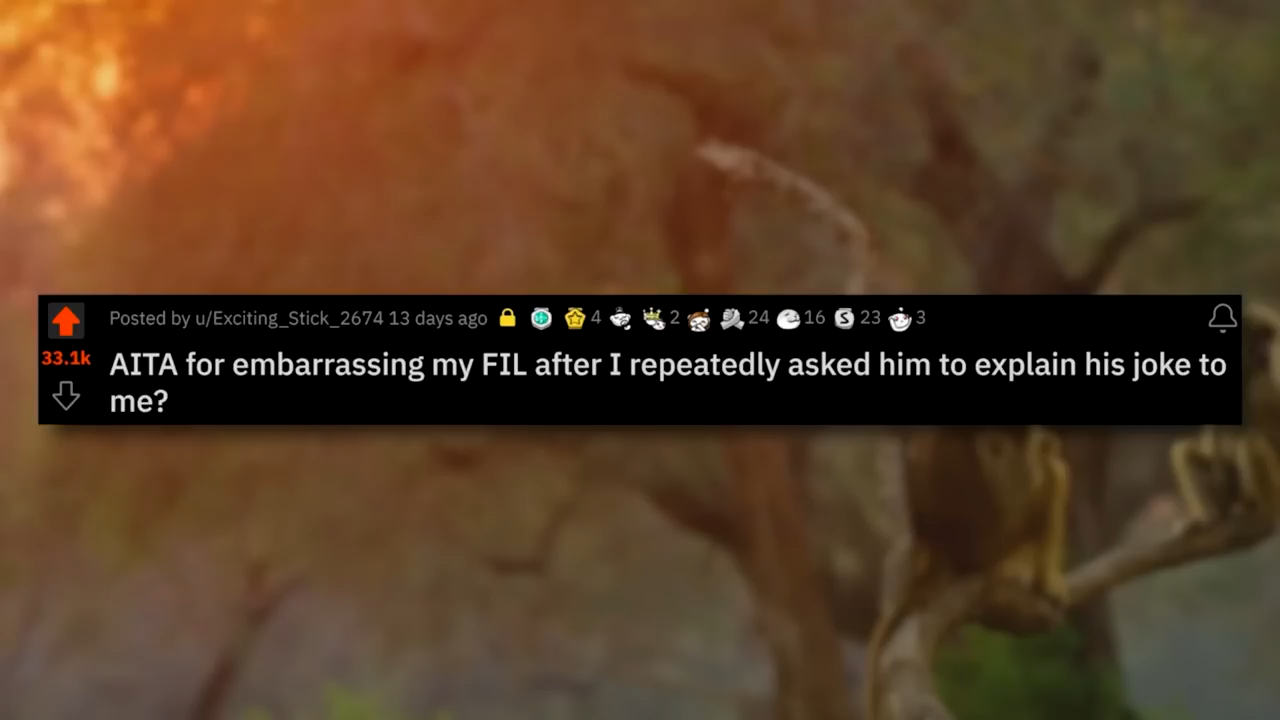 Posted by u/Exciting_Stick_2674 13 days ago 4 2 24 16 S 23 3
33.1k
AITA for embarrassing my FIL after I repeatedly asked him to explain his joke to
me?